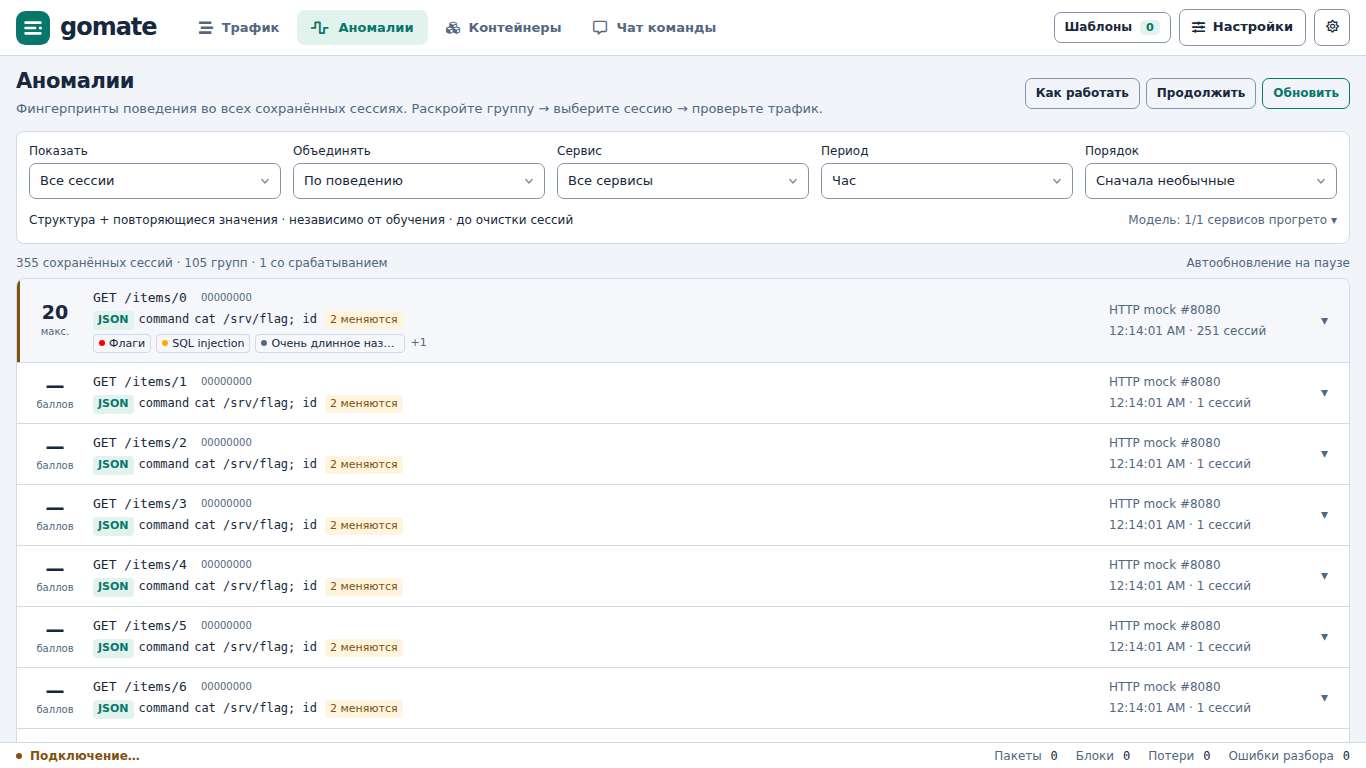 gomate
Трафик
Аномалии
Контейнеры
Чат команды
Шаблоны 0
Настройки
Аномалии
Фингерпринты поведения во всех сохранённых сессиях. Раскройте группу → выберите сессию → проверьте трафик.
Как работать
Продолжить
Обновить
Показать
Объединять
Сервис
Период
Порядок
Все сессии
По поведению
Все сервисы
Час
Сначала необычные
Структура + повторяющиеся значения · независимо от обучения · до очистки сессий
Модель: 1/1 сервисов прогрето ▾
355 сохранённых сессий · 105 групп · 1 со срабатыванием
Автообновление на паузе
20
макс.
GET /items/0 00000000
JSON command cat /srv/flag; id 2 меняются
Флаги SQL injection Очень длинное наз… +1
HTTP mock #8080
12:14:01 AM · 251 сессий
▼
—
баллов
GET /items/1 00000000
JSON command cat /srv/flag; id 2 меняются
HTTP mock #8080
12:14:01 AM · 1 сессий
▼
—
баллов
GET /items/2 00000000
JSON command cat /srv/flag; id 2 меняются
HTTP mock #8080
12:14:01 AM · 1 сессий
▼
—
баллов
GET /items/3 00000000
JSON command cat /srv/flag; id 2 меняются
HTTP mock #8080
12:14:01 AM · 1 сессий
▼
—
баллов
GET /items/4 00000000
JSON command cat /srv/flag; id 2 меняются
HTTP mock #8080
12:14:01 AM · 1 сессий
▼
—
баллов
GET /items/5 00000000
JSON command cat /srv/flag; id 2 меняются
HTTP mock #8080
12:14:01 AM · 1 сессий
▼
—
баллов
GET /items/6 00000000
JSON command cat /srv/flag; id 2 меняются
HTTP mock #8080
12:14:01 AM · 1 сессий
▼
Подключение…
Пакеты 0 Блоки 0 Потери 0 Ошибки разбора 0